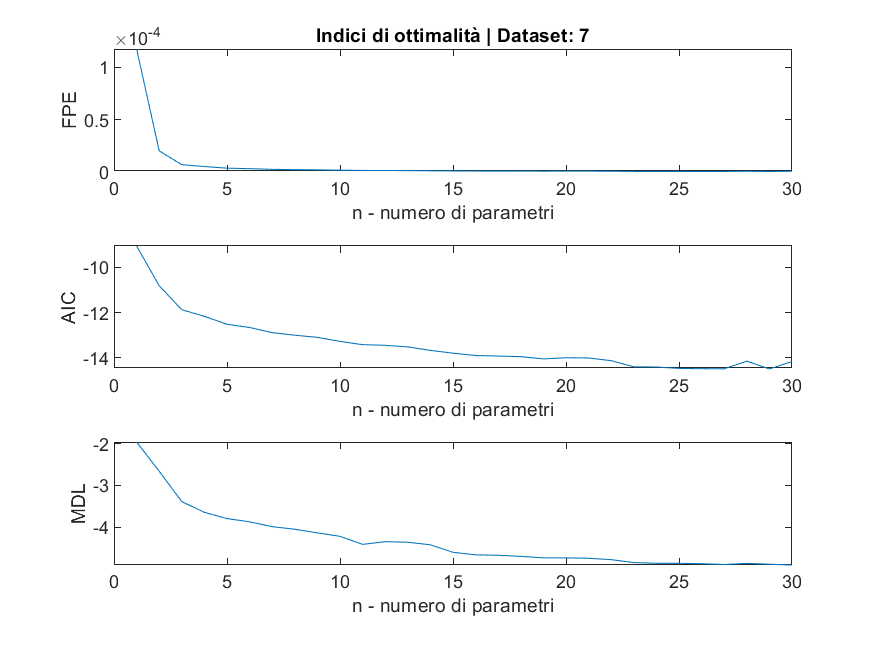 Indici di ottimalità | Dataset: 7
×10-4
1
0.5
0
FPE
0 5 10 15 20 25 30
n - numero di parametri
-10
-12
-14
AIC
0 5 10 15 20 25 30
n - numero di parametri
-2
-3
-4
MDL
0 5 10 15 20 25 30
n - numero di parametri